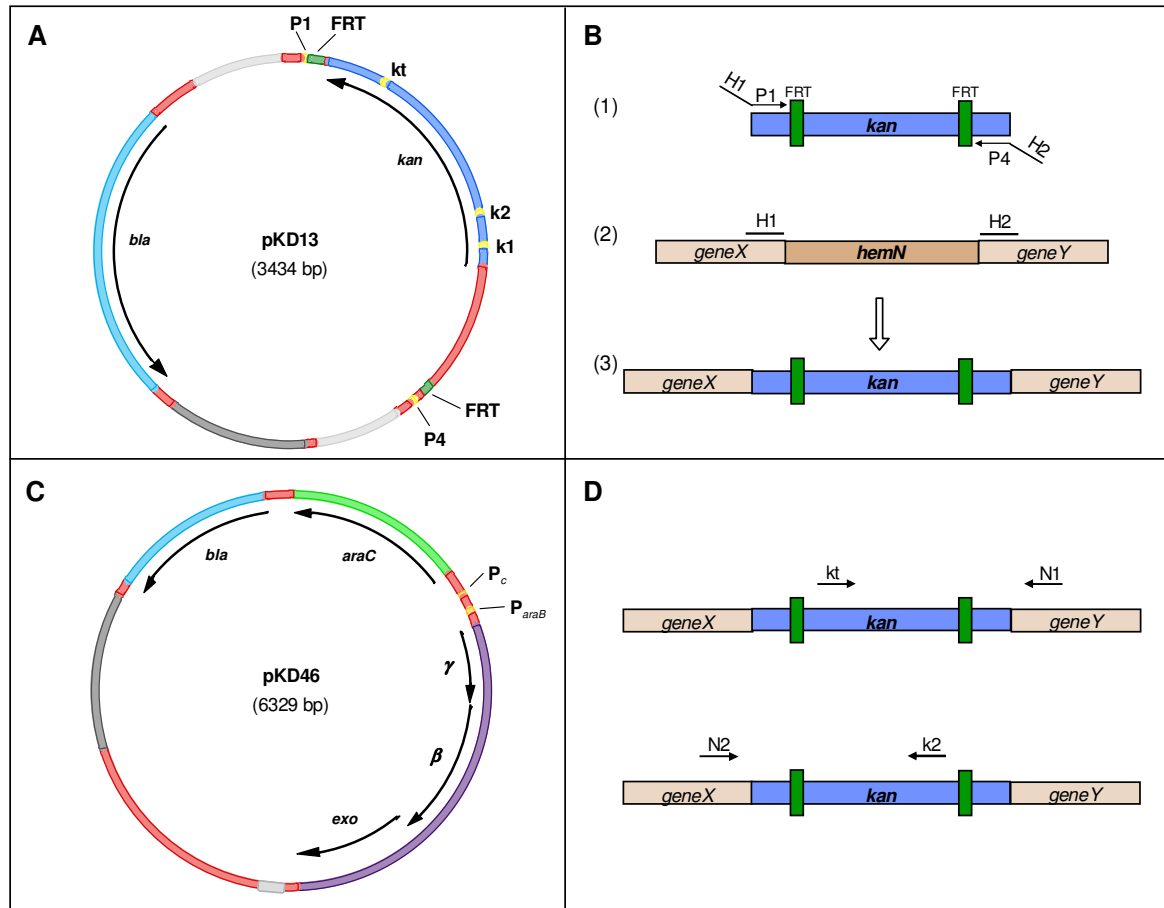 A
P1
FRT
kt
kan
k2
k1
bla
pKD13
(3434 bp)
FRT
P4
B
(1)
H1
P1
FRT
FRT
kan
P4
H2
(2)
H1
H2
geneX
hemN
geneY
(3)
geneX
kan
geneY
C
bla
araC
Pc
ParaB
γ
pKD46
(6329 bp)
β
exo
D
kt
N1
geneX
kan
geneY
N2
k2
geneX
kan
geneY